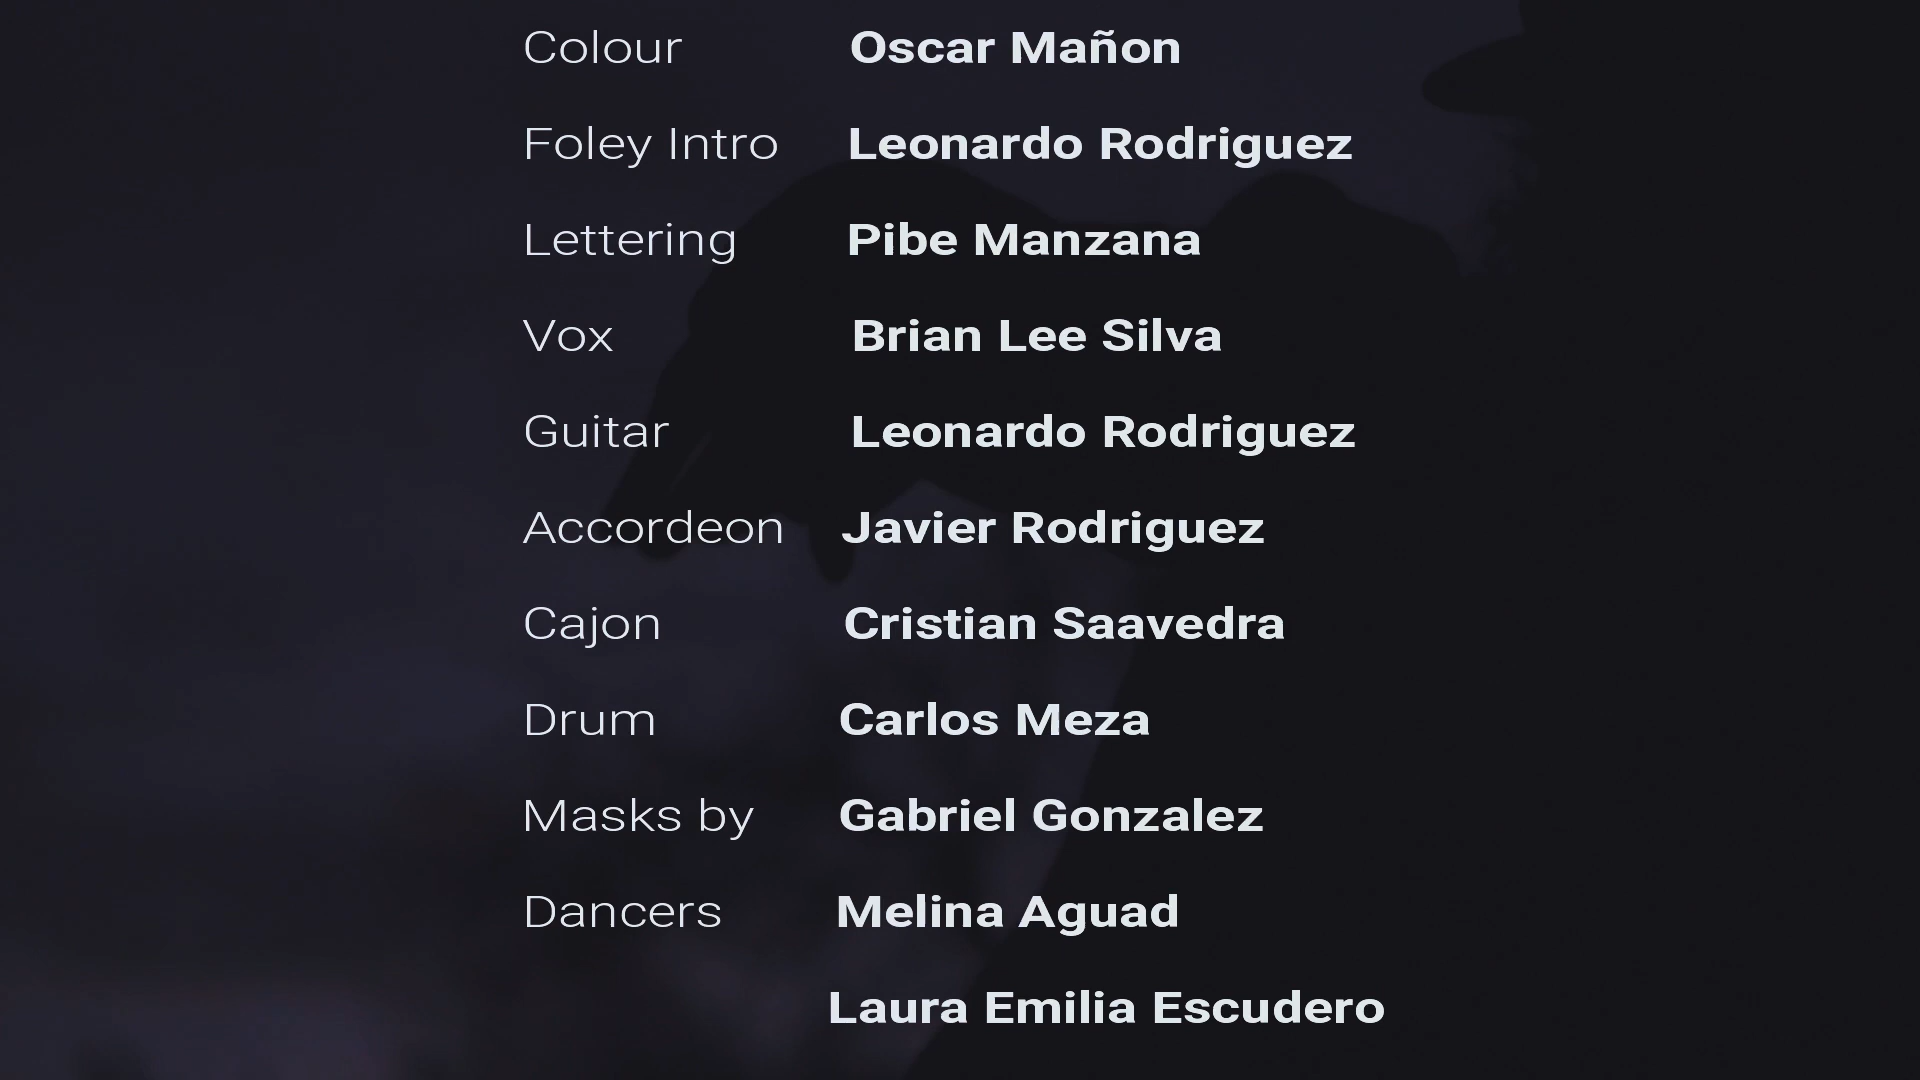 Colour Oscar Mañon
Foley Intro Leonardo Rodriguez
Lettering Pibe Manzana
Vox Brian Lee Silva
Guitar Leonardo Rodriguez
Accordeon Javier Rodriguez
Cajon Cristian Saavedra
Drum Carlos Meza
Masks by Gabriel Gonzalez
Dancers Melina Aguad
Laura Emilia Escudero